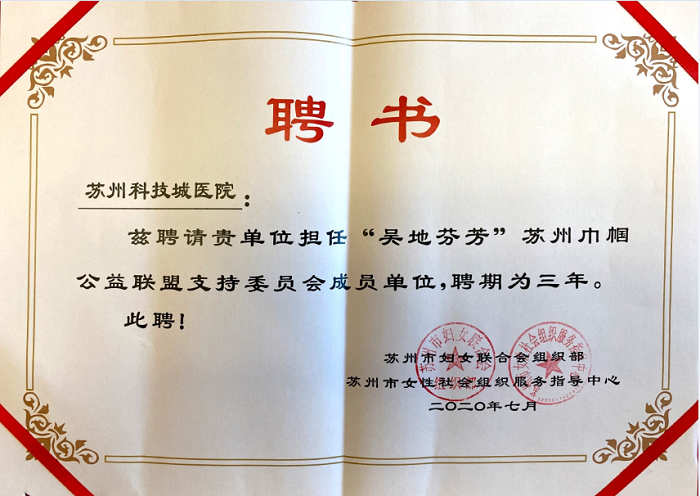 聘书
苏州科技城医院：
兹聘请贵单位担任“吴地芬芳”苏州巾帼
公益联盟支持委员会成员单位，聘期为三年。
此聘！
苏州市妇女联合会组织部
苏州市女性社会组织服务指导中心
二〇二〇年七月